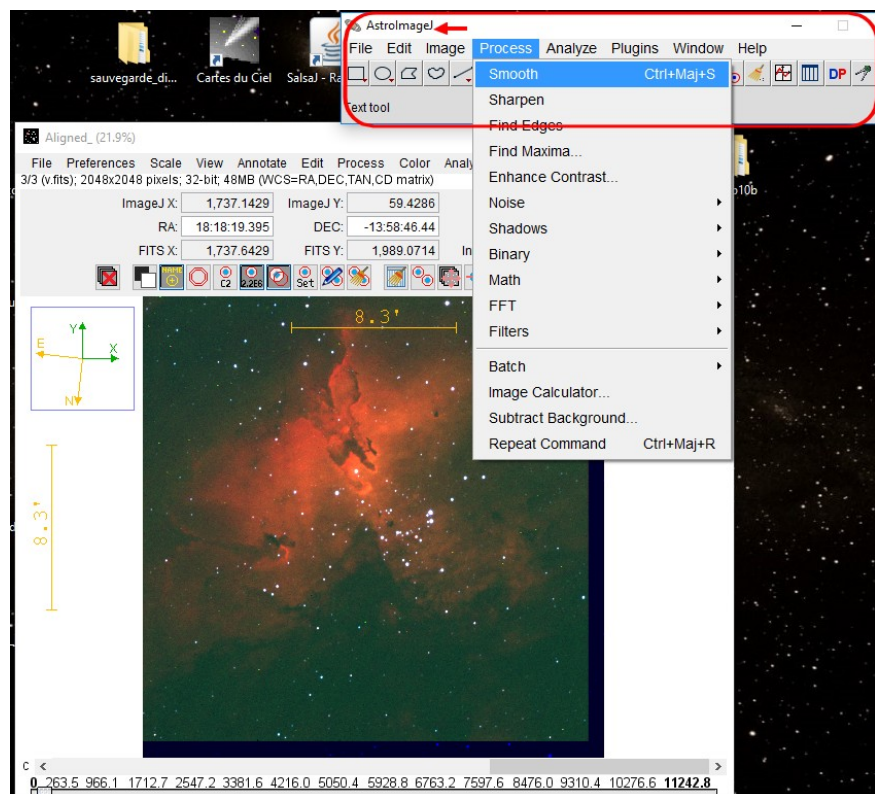 AstroImageJ
File Edit Image Process Analyze Plugins Window Help
DP
Text tool
sauvegarde_di... Cartes du Ciel SalsaJ - Ra
Smooth Ctrl+Maj+S
Sharpen
Find Edges
Find Maxima...
Enhance Contrast...
Noise
Shadows
Binary
Math
FFT
Filters
Batch
Image Calculator...
Subtract Background...
Repeat Command Ctrl+Maj+R
Aligned_ (21.9%)
File Preferences Scale View Annotate Edit Process Color Analy
3/3 (v.fits); 2048x2048 pixels; 32-bit; 48MB (WCS=RA,DEC,TAN,CD matrix)
ImageJ X: 1,737.1429 ImageJ Y: 59.4286
RA: 18:18:19.395 DEC: -13:58:46.44
FITS X: 1,737.6429 FITS Y: 1,989.0714 In
NAME C2 2.2E6 Set
Y X E N
8.3'
8.3'
C
0 263.5 966.1 1712.7 2547.2 3381.6 4216.0 5050.4 5928.8 6763.2 7597.6 8476.0 9310.4 10276.6 11242.8